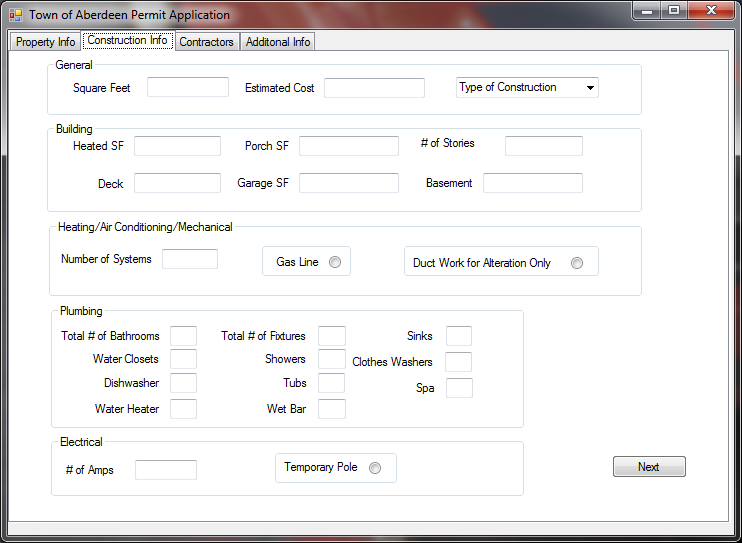 Town of Aberdeen Permit Application
Property Info Construction Info Contractors Additonal Info
General
Square Feet Estimated Cost Type of Construction
Building
Heated SF Porch SF # of Stories
Deck Garage SF Basement
Heating/Air Conditioning/Mechanical
Number of Systems Gas Line Duct Work for Alteration Only
Plumbing
Total # of Bathrooms Total # of Fixtures Sinks
Water Closets Showers Clothes Washers
Dishwasher Tubs Spa
Water Heater Wet Bar
Electrical
# of Amps Temporary Pole Next